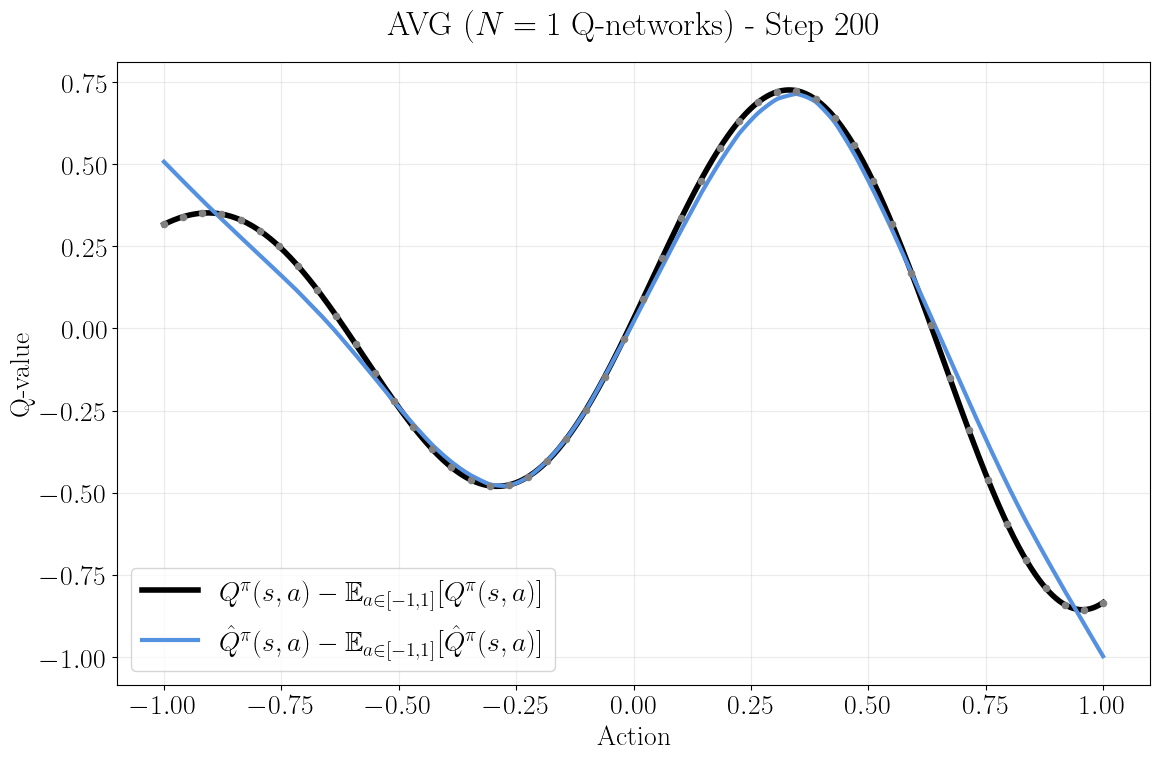 AVG (N = 1 Q-networks) - Step 200
Q-value
0.75
0.50
0.25
0.00
−0.25
−0.50
−0.75
−1.00
Q^π(s, a) − 𝔼_{a∈[−1,1]}[Q^π(s, a)]
Q̂^π(s, a) − 𝔼_{a∈[−1,1]}[Q̂^π(s, a)]
−1.00 −0.75 −0.50 −0.25 0.00 0.25 0.50 0.75 1.00
Action